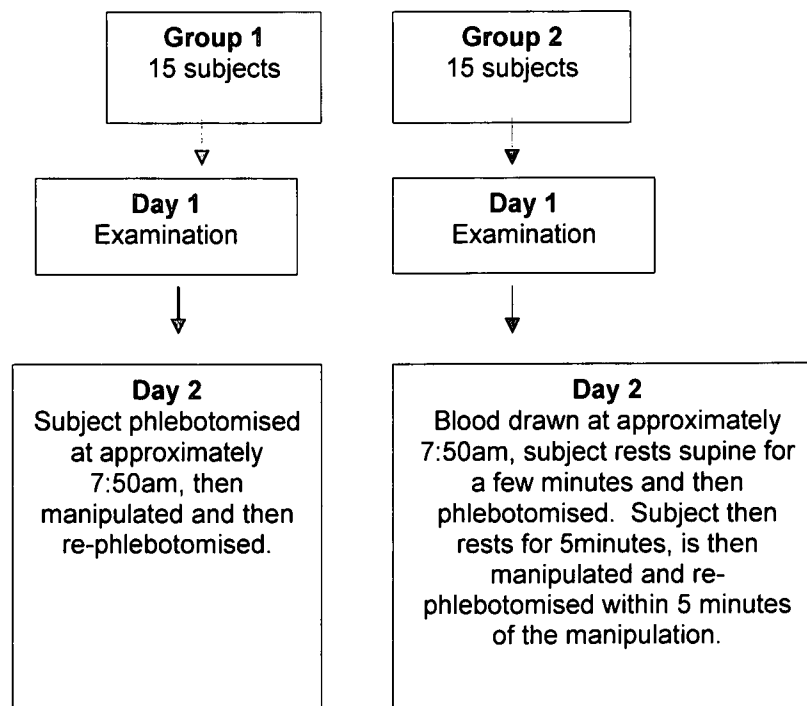 Group 1
15 subjects
Group 2
15 subjects
Day 1
Examination
Day 1
Examination
Day 2
Subject phlebotomised
at approximately
7:50am, then
manipulated and then
re-phlebotomised.
Day 2
Blood drawn at approximately
7:50am, subject rests supine for
a few minutes and then
phlebotomised.  Subject then
rests for 5minutes, is then
manipulated and re-
phlebotomised within 5 minutes
of the manipulation.